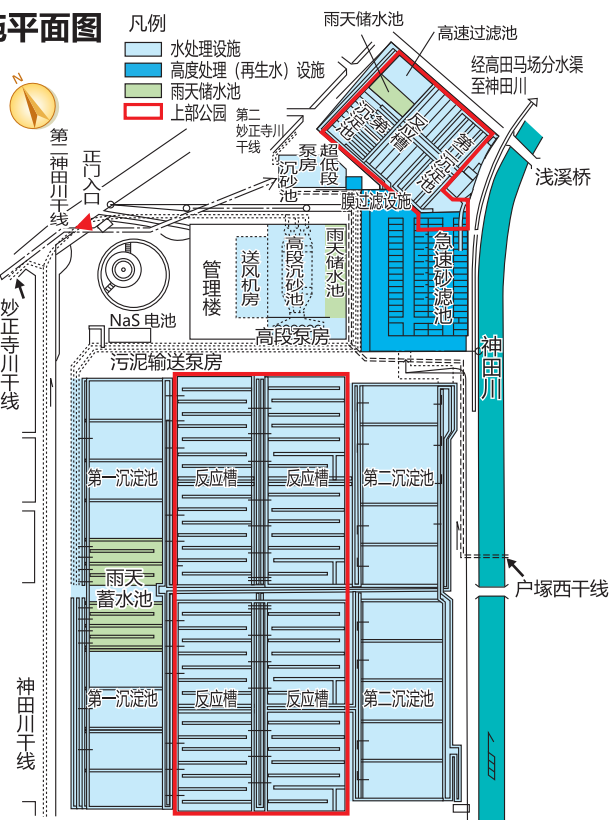 施平面图
凡例
水处理设施
高度处理（再生水）设施
雨天储水池
上部公园
N
雨天储水池
高速过滤池
经高田马场分水渠
至神田川
浅溪桥
第二
妙正寺川
干线
第二神田川干线
正门入口
超低段
泵房
沉砂池
第一
沉淀池
反应槽
第二沉淀池
膜过滤设施
急速砂滤池
神田川
妙正寺川干线
NaS 电池
管理楼
送风机房
高段沉砂池
雨天储水池
高段泵房
污泥输送泵房
第一沉淀池
反应槽
反应槽
第二沉淀池
雨天
蓄水池
户塚西干线
第一沉淀池
反应槽
反应槽
第二沉淀池
神田川干线